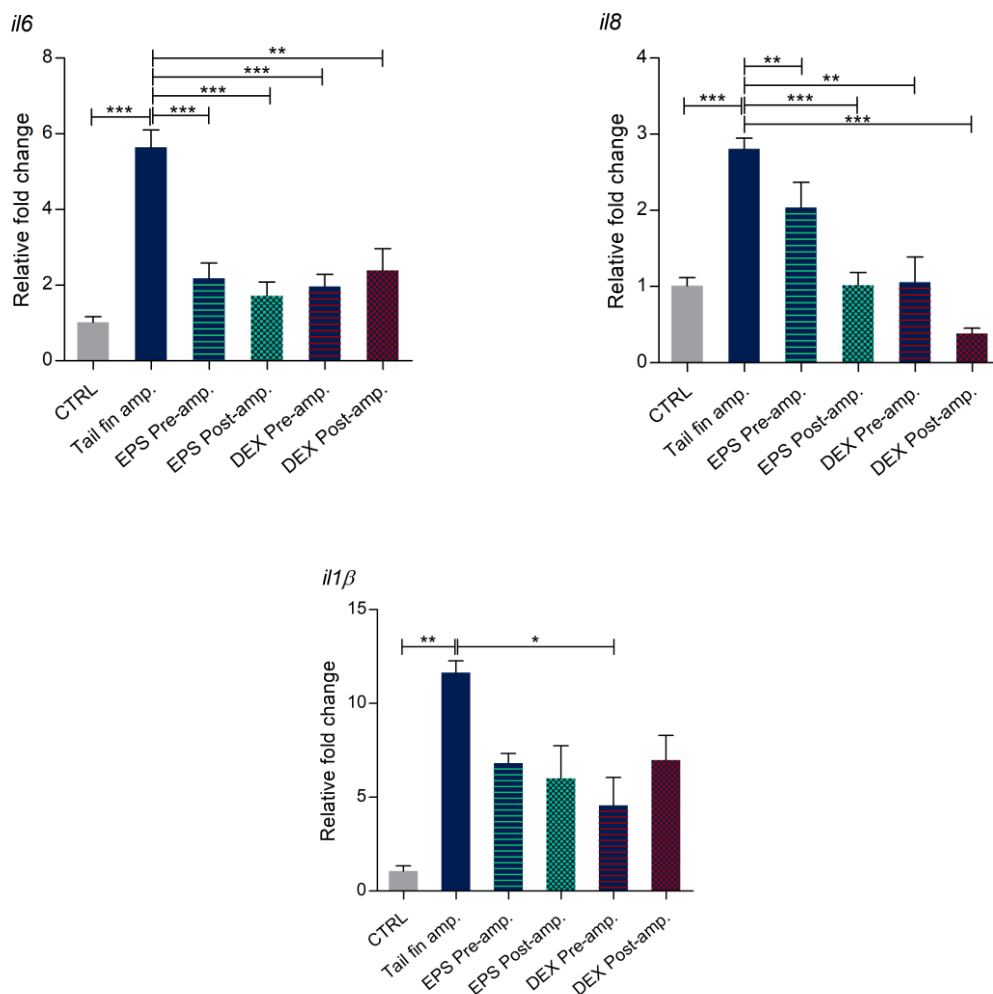 il6
Relative fold change
8
6
4
2
0
**
***
***
*** ***
CTRL
Tail fin amp.
EPS Pre-amp.
EPS Post-amp.
DEX Pre-amp.
DEX Post-amp.
il8
Relative fold change
4
3
2
1
0
**
**
*** ***
***
CTRL
Tail fin amp.
EPS Pre-amp.
EPS Post-amp.
DEX Pre-amp.
DEX Post-amp.
il1β
Relative fold change
15
10
5
0
** *
CTRL
Tail fin amp.
EPS Pre-amp.
EPS Post-amp.
DEX Pre-amp.
DEX Post-amp.